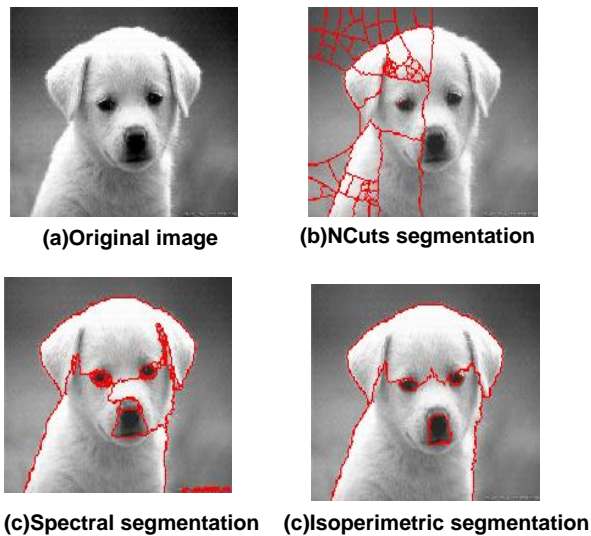 (a)Original image
(b)NCuts segmentation
(c)Spectral segmentation
(c)Isoperimetric segmentation